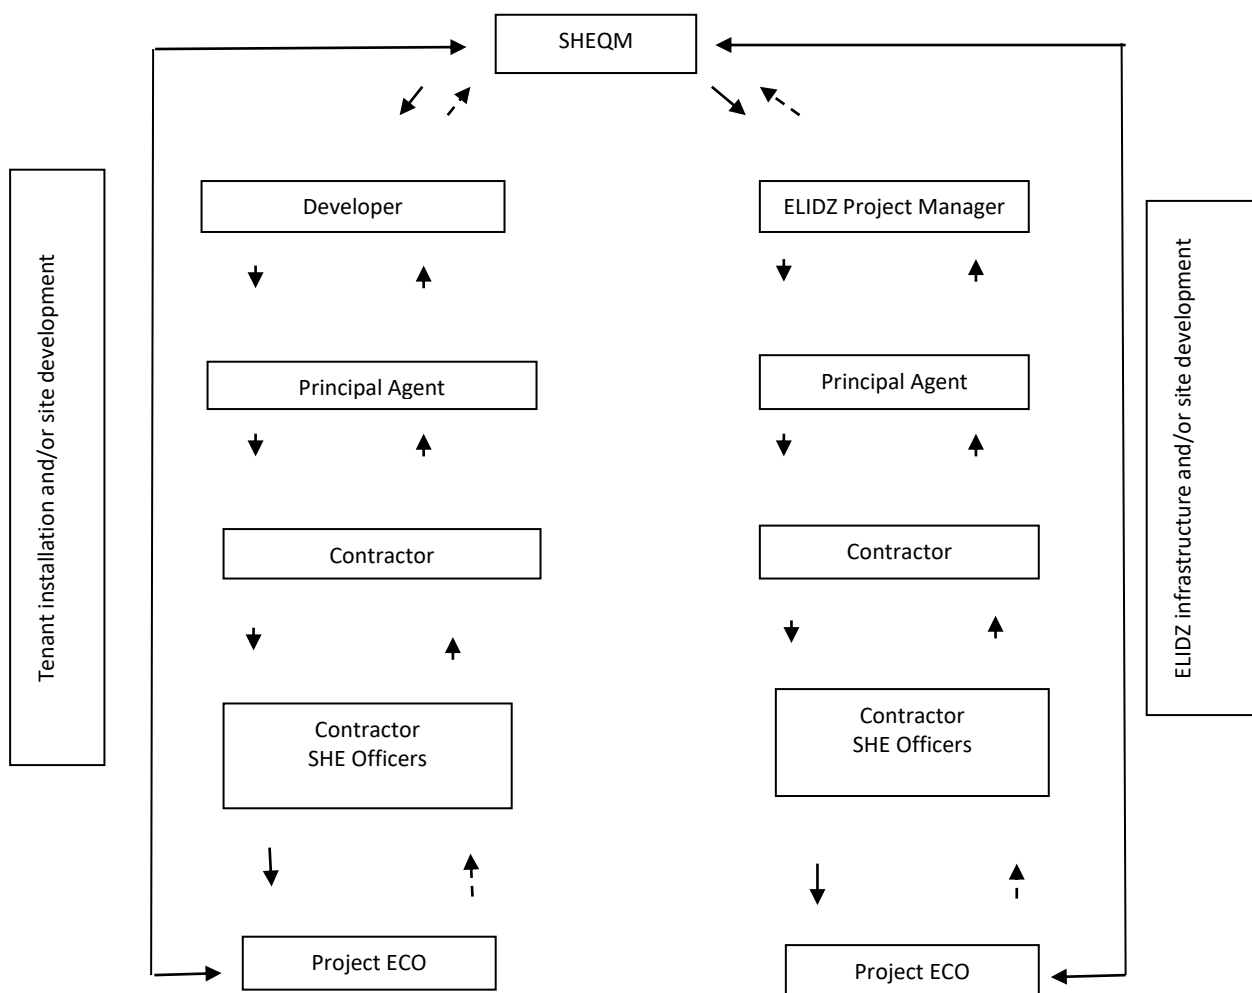 SHEQM
Tenant installation and/or site development
Developer
Principal Agent
Contractor
Contractor
SHE Officers
Project ECO
ELIDZ Project Manager
Principal Agent
Contractor
Contractor
SHE Officers
Project ECO
ELIDZ infrastructure and/or site development